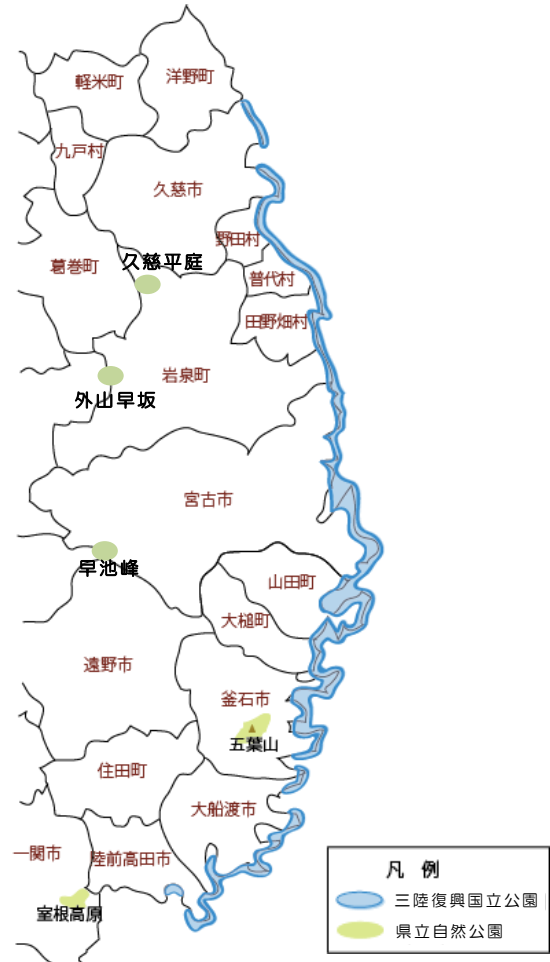 軽米町
洋野町
九戸村
久慈市
野田村
久慈平庭
葛巻町
普代村
田野畑村
岩泉町
外山早坂
宮古市
早池峰
山田町
大槌町
遠野市
釜石市
五葉山
住田町
大船渡市
一関市
陸前高田市
室根高原
凡 例
三陸復興国立公園
県立自然公園